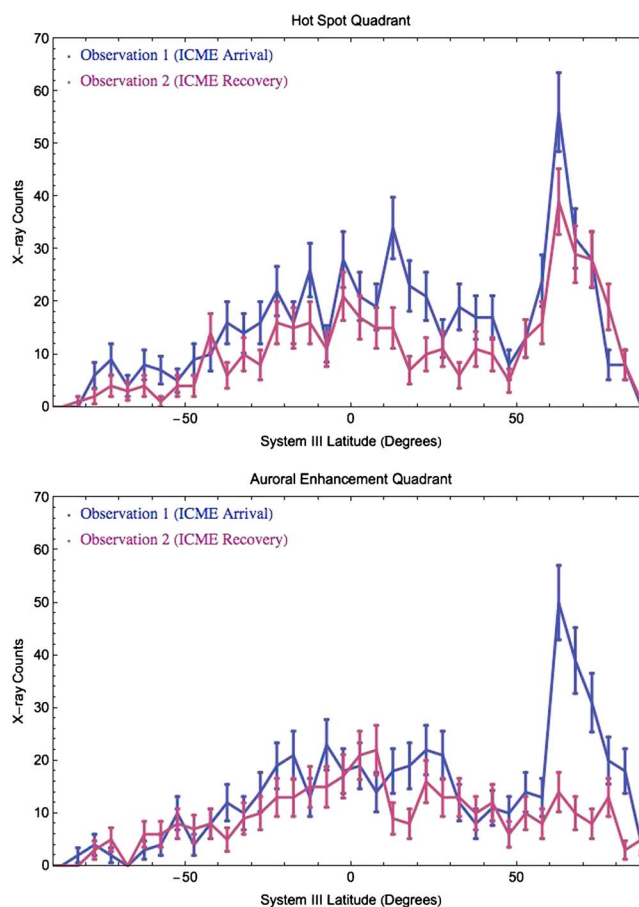 Hot Spot Quadrant
70
60
50
40
30
20
10
0
Observation 1 (ICME Arrival)
Observation 2 (ICME Recovery)
X-ray Counts
−50
0
50
System III Latitude (Degrees)
Auroral Enhancement Quadrant
70
60
50
40
30
20
10
0
Observation 1 (ICME Arrival)
Observation 2 (ICME Recovery)
X-ray Counts
−50
0
50
System III Latitude (Degrees)